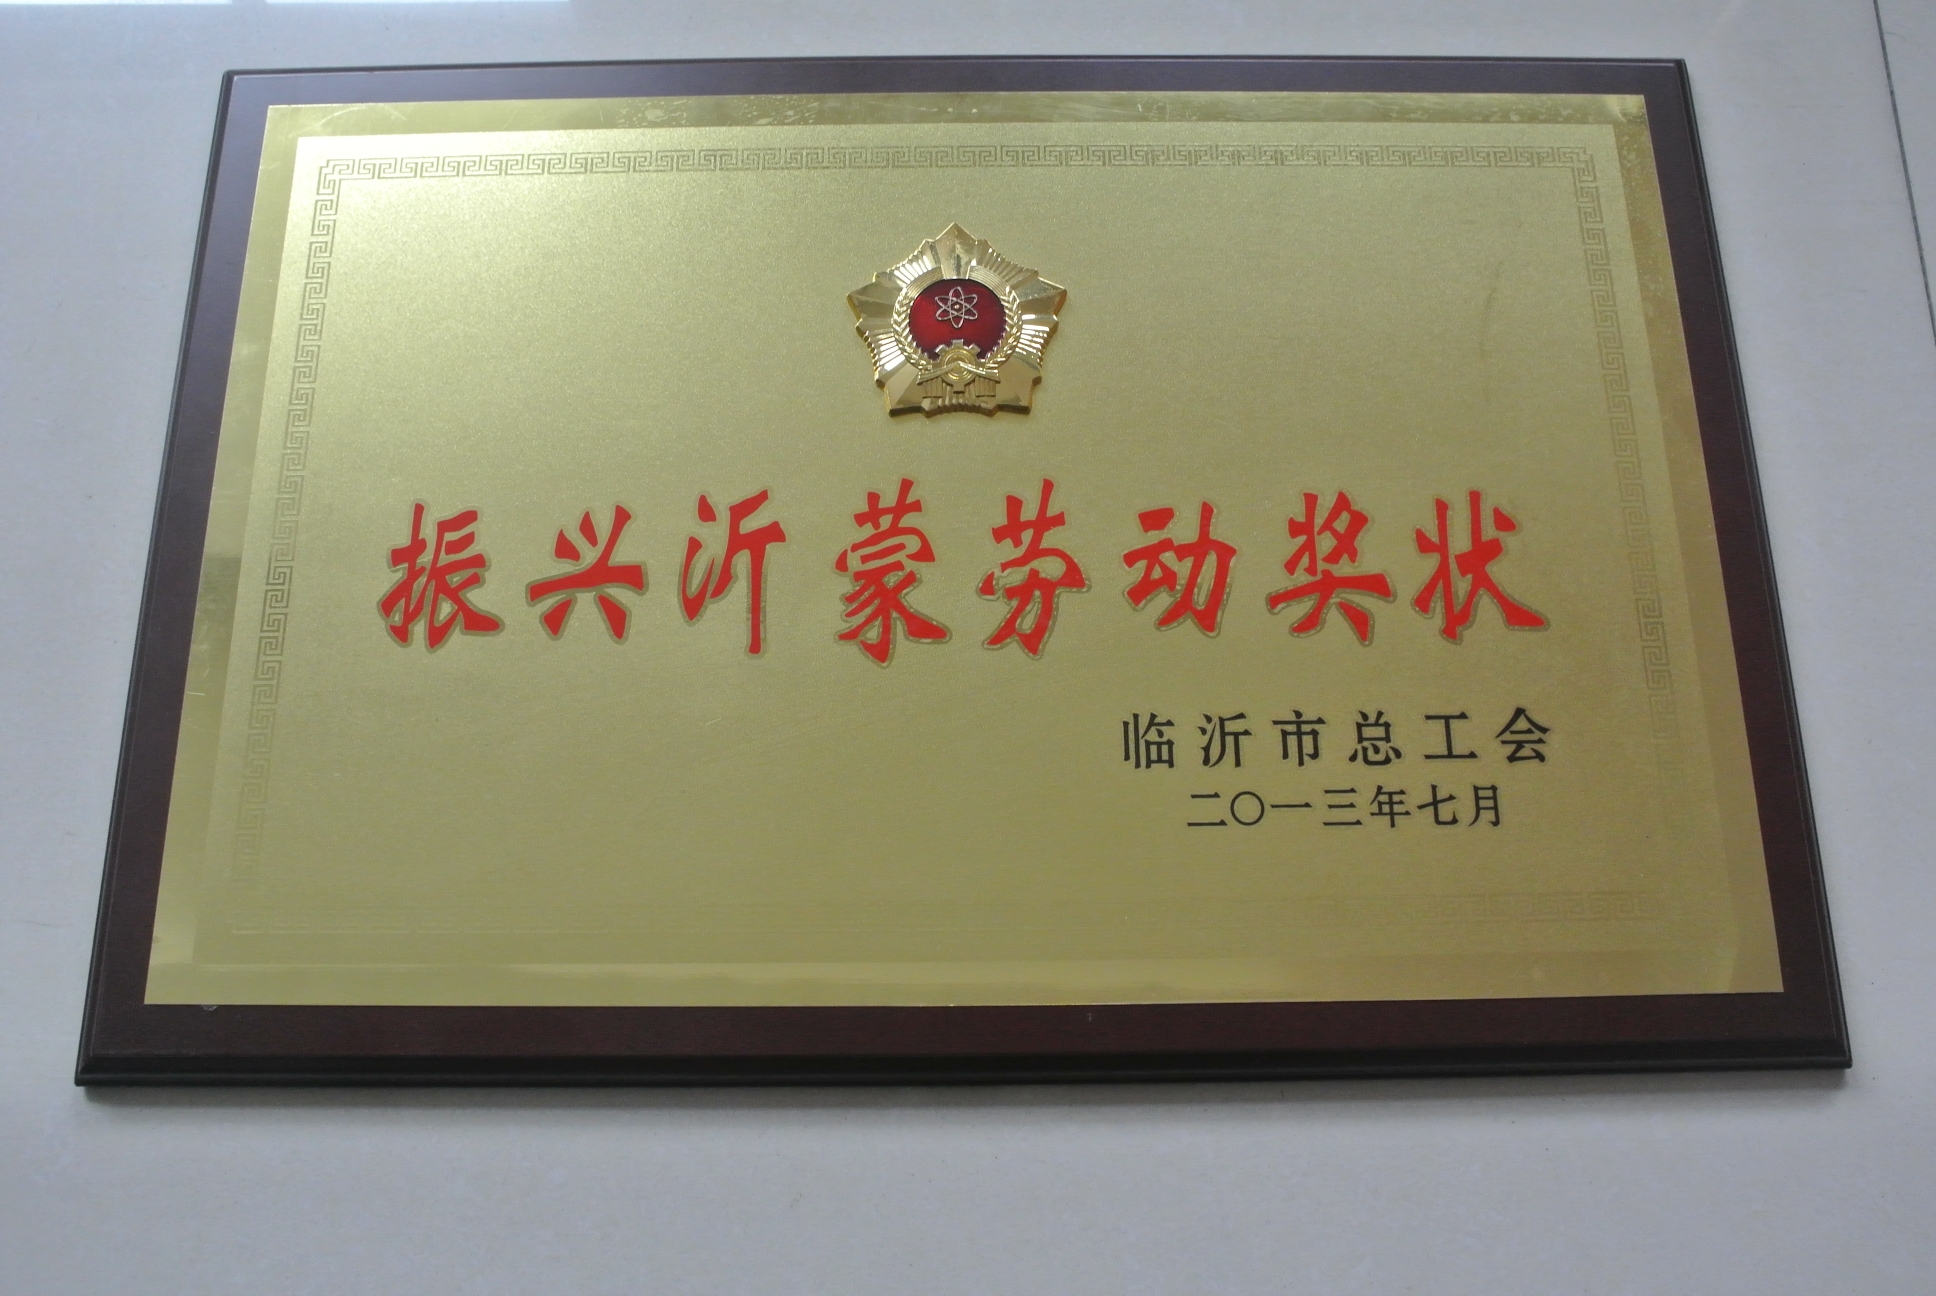 振兴沂蒙劳动奖状
临沂市总工会
二〇一三年七月